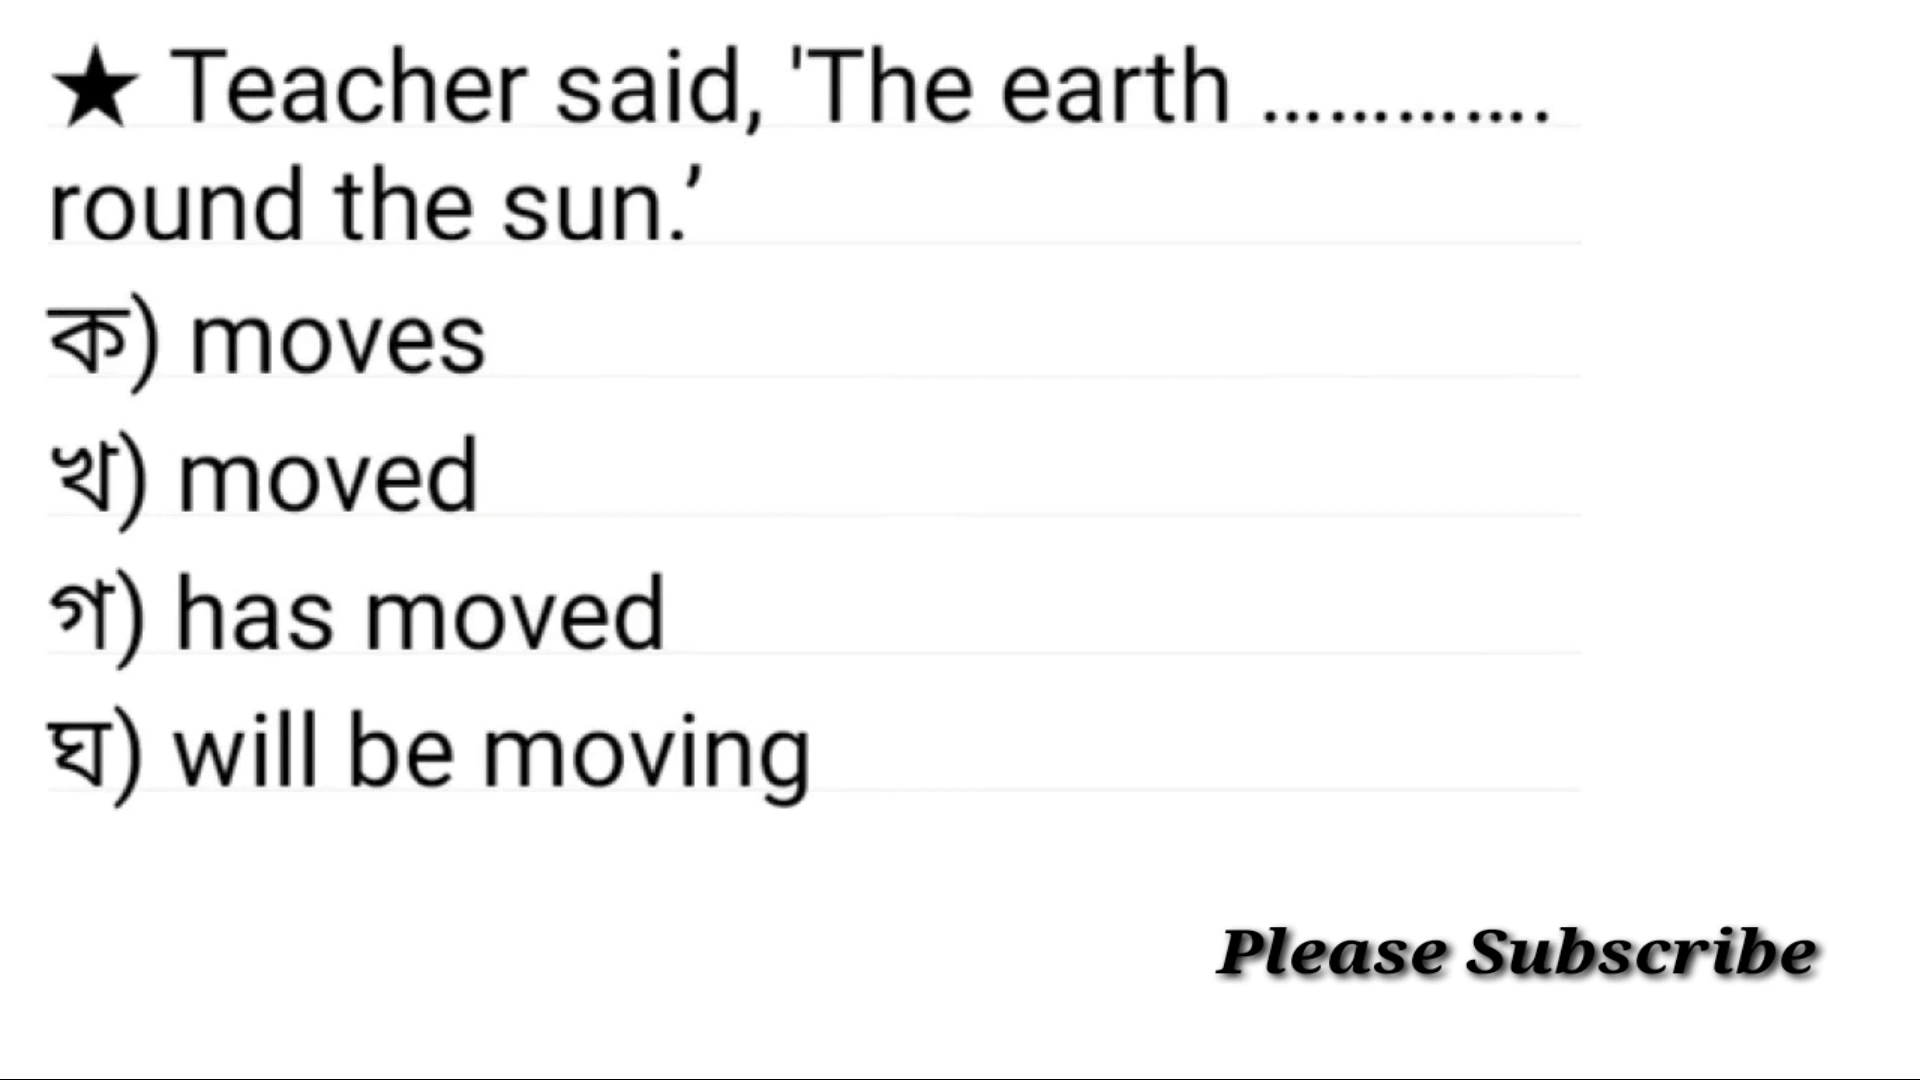 ★ Teacher said, 'The earth ………….
round the sun.’
ক) moves
খ) moved
গ) has moved
ঘ) will be moving
Please Subscribe